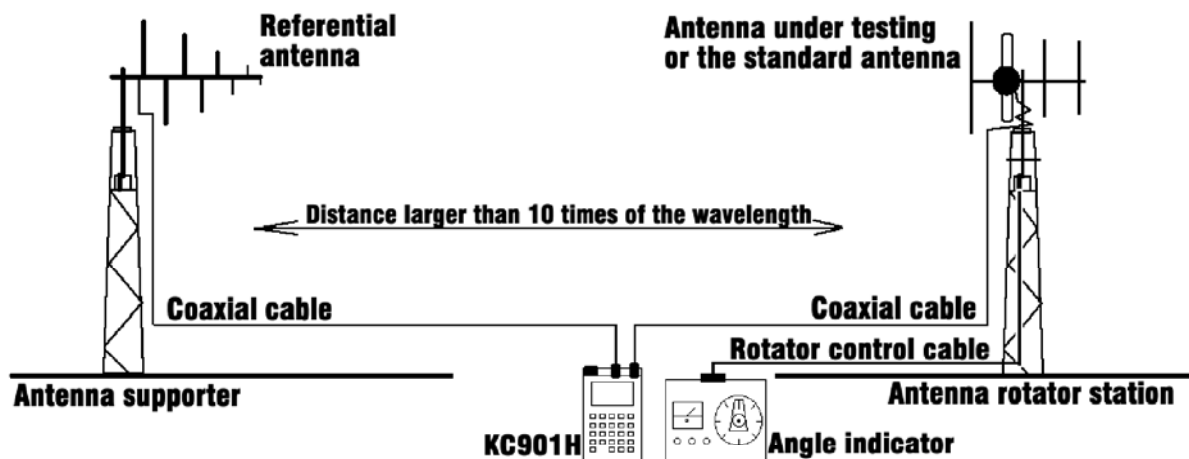 Referential
antenna
Antenna under testing
or the standard antenna
Distance larger than 10 times of the wavelength
Coaxial cable
Coaxial cable
Rotator control cable
Antenna supporter
Antenna rotator station
KC901H
Angle indicator